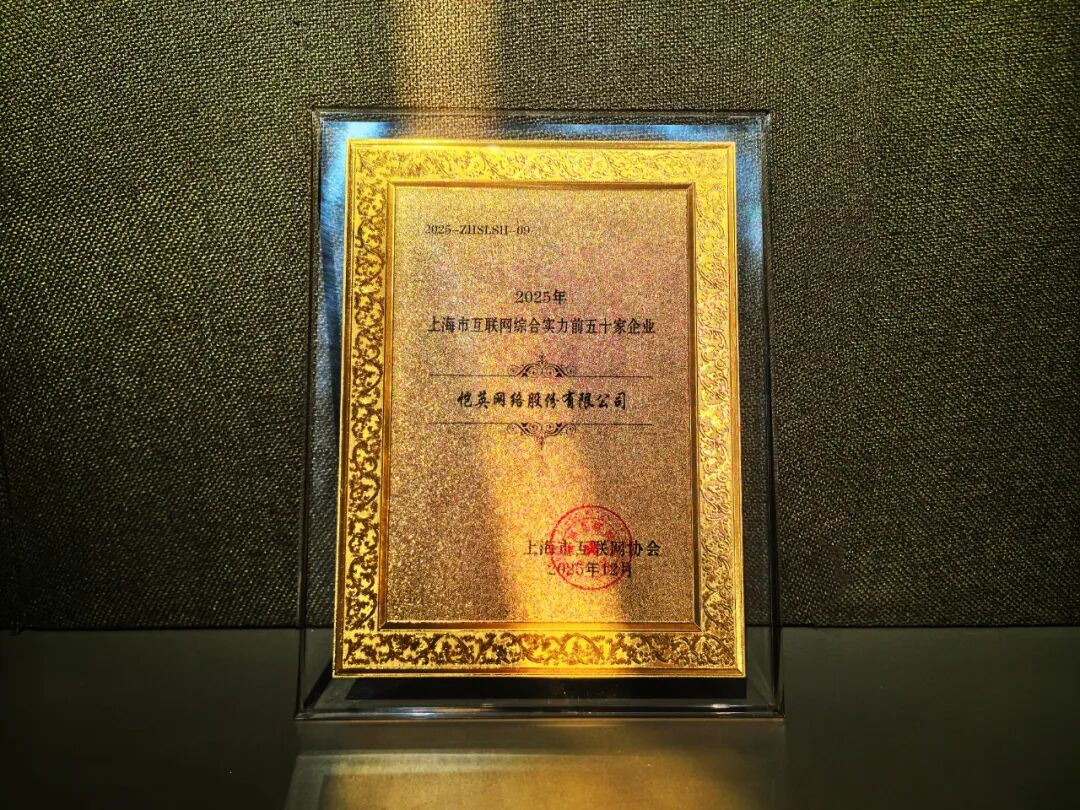 2025-ZHSLSH-09
2025年
上海市互联网综合实力前五十家企业
恺英网络股份有限公司
上海市互联网协会
2025年12月